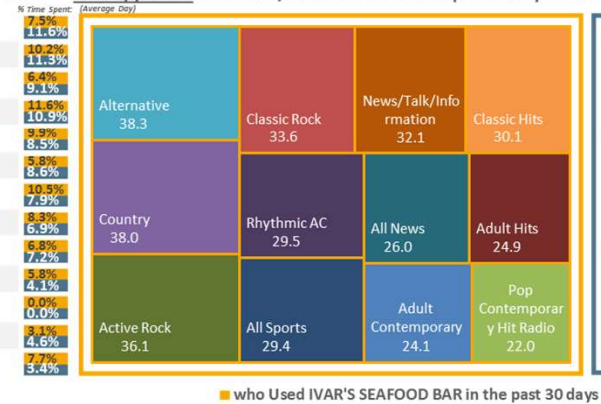 % Time Spent: (Average Day)
7.5%
11.6%
10.2%
11.3%
6.4%
9.1%
11.6%
10.9%
9.9%
8.5%
5.8%
8.6%
10.5%
7.9%
8.3%
6.9%
6.8%
7.2%
5.8%
4.1%
0.0%
0.0%
3.1%
4.6%
7.7%
3.4%
Alternative
38.3
Classic Rock
33.6
News/Talk/Info
rmation
32.1
Classic Hits
30.1
Country
38.0
Rhythmic AC
29.5
All News
26.0
Adult Hits
24.9
Active Rock
36.1
All Sports
29.4
Adult
Contemporary
24.1
Pop
Contemporar
y Hit Radio
22.0
who Used IVAR'S SEAFOOD BAR in the past 30 days